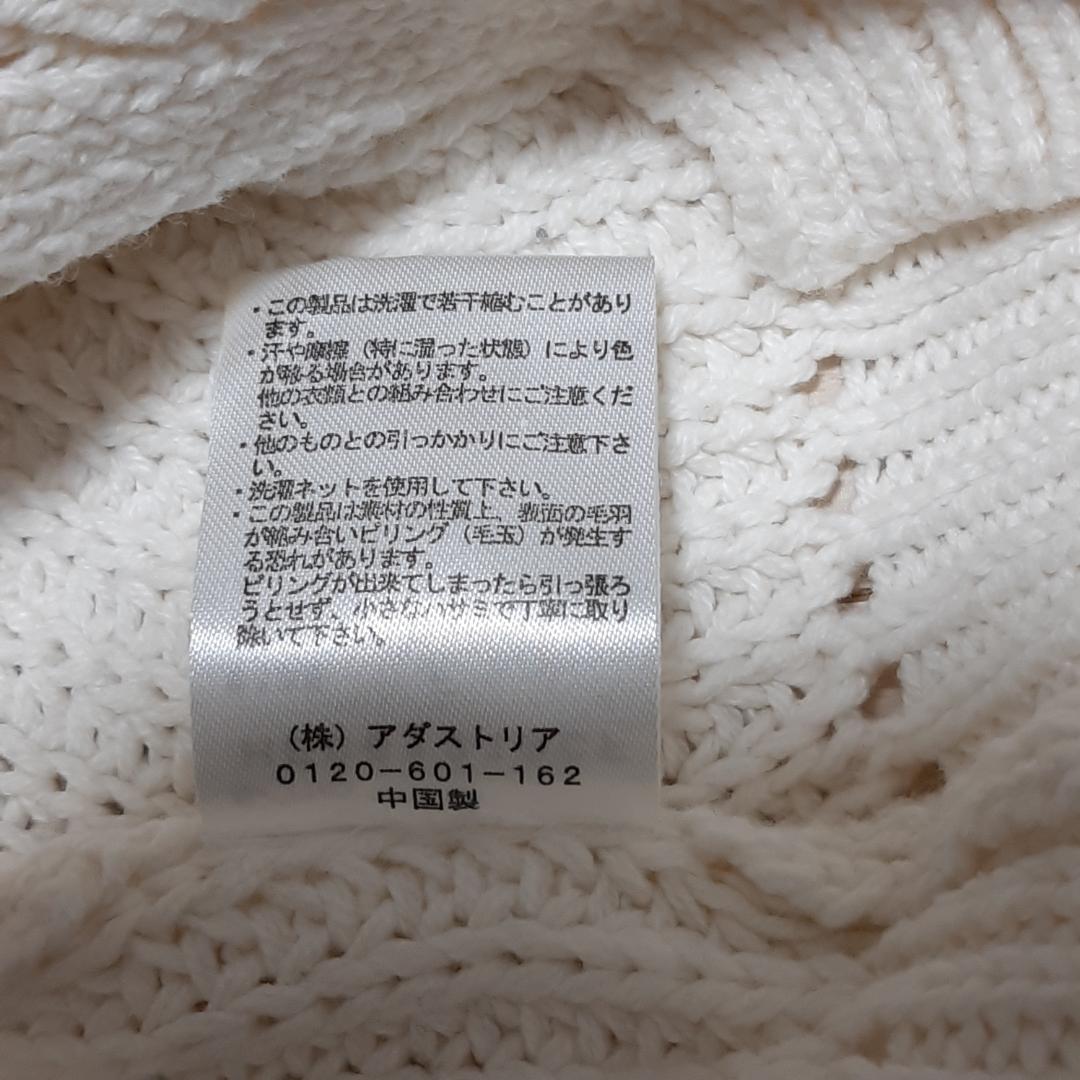 ・この製品は洗濯で若干縮むことがあり
ます。
・汗や摩擦（特に湿った状態）により色
が移る場合があります。
他の衣類との組み合わせにご注意くだ
さい。
・他のものとの引っかかりにご注意下さ
い。
・洗濯ネットを使用して下さい。
・この製品は素材の性質上、表面の毛羽
が絡み合いピリング（毛玉）が発生す
る恐れがあります。
ピリングが出来てしまったら引っ張ろ
うとせず、小さなハサミで丁寧に取り
除いて下さい。
（株）アダストリア
0120－601－162
中国製